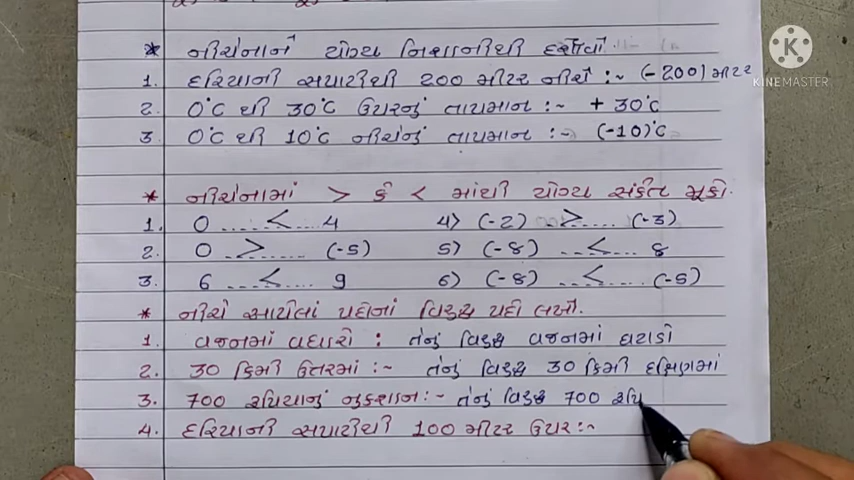 * નીચેનાને યોગ્ય નિશાનીથી દર્શાવો
1. દરિયાની સપાટીથી 200 મીટર નીચે :~ (-200) મીટર
2. 0°C થી 30°C ઉપરનું તાપમાન :~ + 30°C
3. 0°C થી 10°C નીચેનું તાપમાન :~ (-10)°C
* નીચેનામાં > કે < માંથી યોગ્ય સંકેત મૂકો.
1. 0 ....<.... 4 4) (-2) ...>.... (-3)
2. 0 ...>.... (-5) 5) (-8) ....<.... 8
3. 6 ....<.... 9 6) (-8) ....<.... (-5)
* નીચે આપેલાં પદોનાં વિરુદ્ધ પદો લખો.
1. વજનમાં વધારો : તેનું વિરુદ્ધ વજનમાં ઘટાડો
2. 30 કિમી ઉત્તરમાં :~ તેનું વિરુદ્ધ 30 કિમી દક્ષિણમાં
3. 700 રૂપિયાનું નુકશાન :~ તેનું વિરુદ્ધ 700 રૂપિ
4. દરિયાની સપાટીથી 100 મીટર ઉપર :~
KINEMASTER